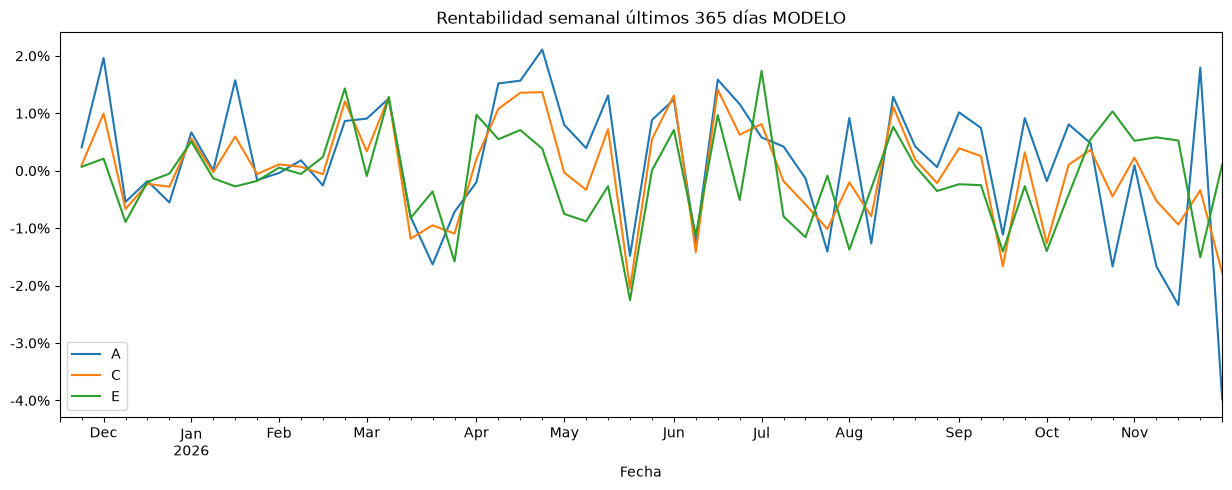 Rentabilidad semanal últimos 365 días MODELO
2.0%
1.0%
0.0%
-1.0%
-2.0%
-3.0%
-4.0%
A
C
E
Dec Jan Feb Mar Apr May Jun Jul Aug Sep Oct Nov
2026
Fecha